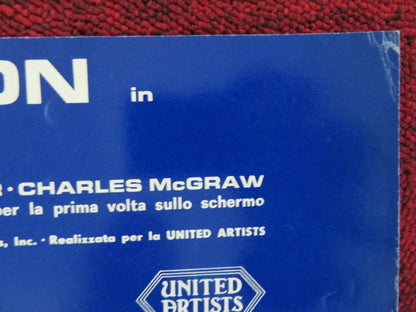 ON in
R · CHARLES McGRAW
per la prima volta sullo schermo
s, Inc. · Realizzata per la UNITED ARTISTS
UNITED
ARTISTS